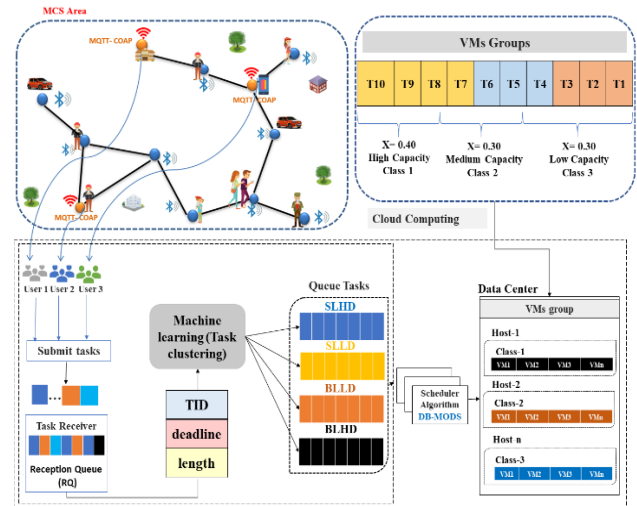 MCS Area
MQTT- COAP
MQTT- COAP
MQTT- COAP
VMs Groups
T10 T9 T8 T7 T6 T5 T4 T3 T2 T1
X= 0.40
High Capacity
Class 1
X= 0.30
Medium Capacity
Class 2
X= 0.30
Low Capacity
Class 3
Cloud Computing
User 1 User 2 User 3
Submit tasks
Task Receiver
Reception Queue
(RQ)
Machine
learning (Task
clustering)
TID
deadline
length
Queue Tasks
SLHD
SLLD
BLLD
BLHD
Scheduler
Algorithm
DB-MODS
Data Center
VMs group
Host-1
Class-1
VM1 VM2 VM3 VMn
Host-2
Class-2
VM1 VM2 VM3 VMn
Host-n
Class-3
VM1 VM2 VM3 VMn